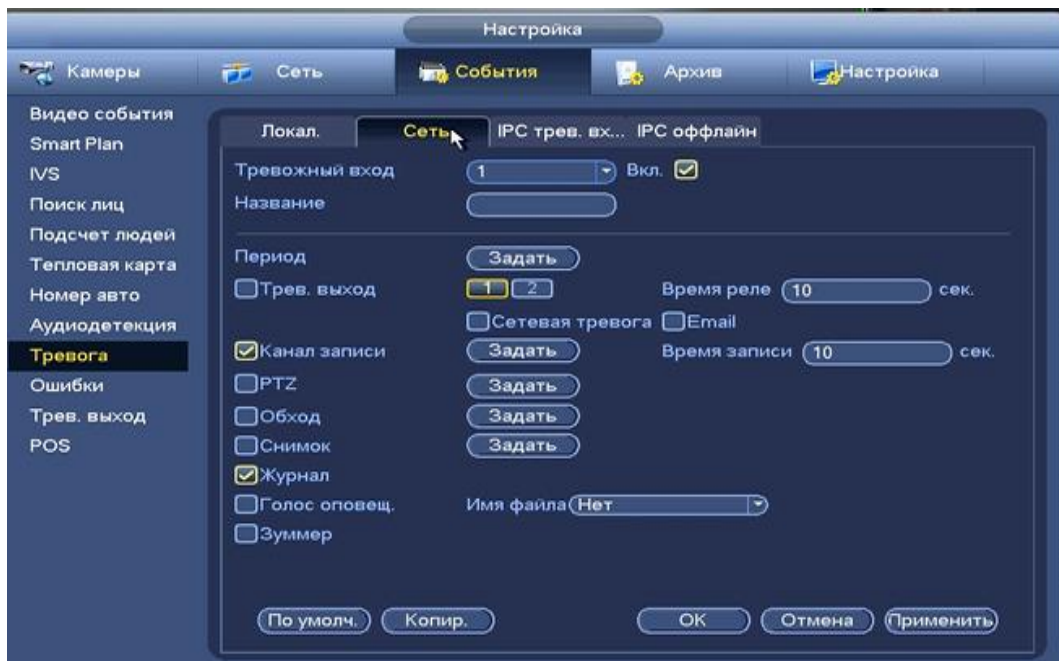 Настройка
Камеры Сеть События Архив Настройка
Видео события
Smart Plan
IVS
Поиск лиц
Подсчет людей
Тепловая карта
Номер авто
Аудиодетекция
Тревога
Ошибки
Трев. выход
POS
Локал. Сеть IPC трев. вх... IPC оффлайн
Тревожный вход 1 Вкл.
Название
Период Задать
Трев. выход 1 2 Время реле 10 сек.
Сетевая тревога Email
Канал записи Задать Время записи 10 сек.
PTZ Задать
Обход Задать
Снимок Задать
Журнал
Голос оповещ. Имя файла Нет
Зуммер
По умолч. Копир. ОК Отмена Применить